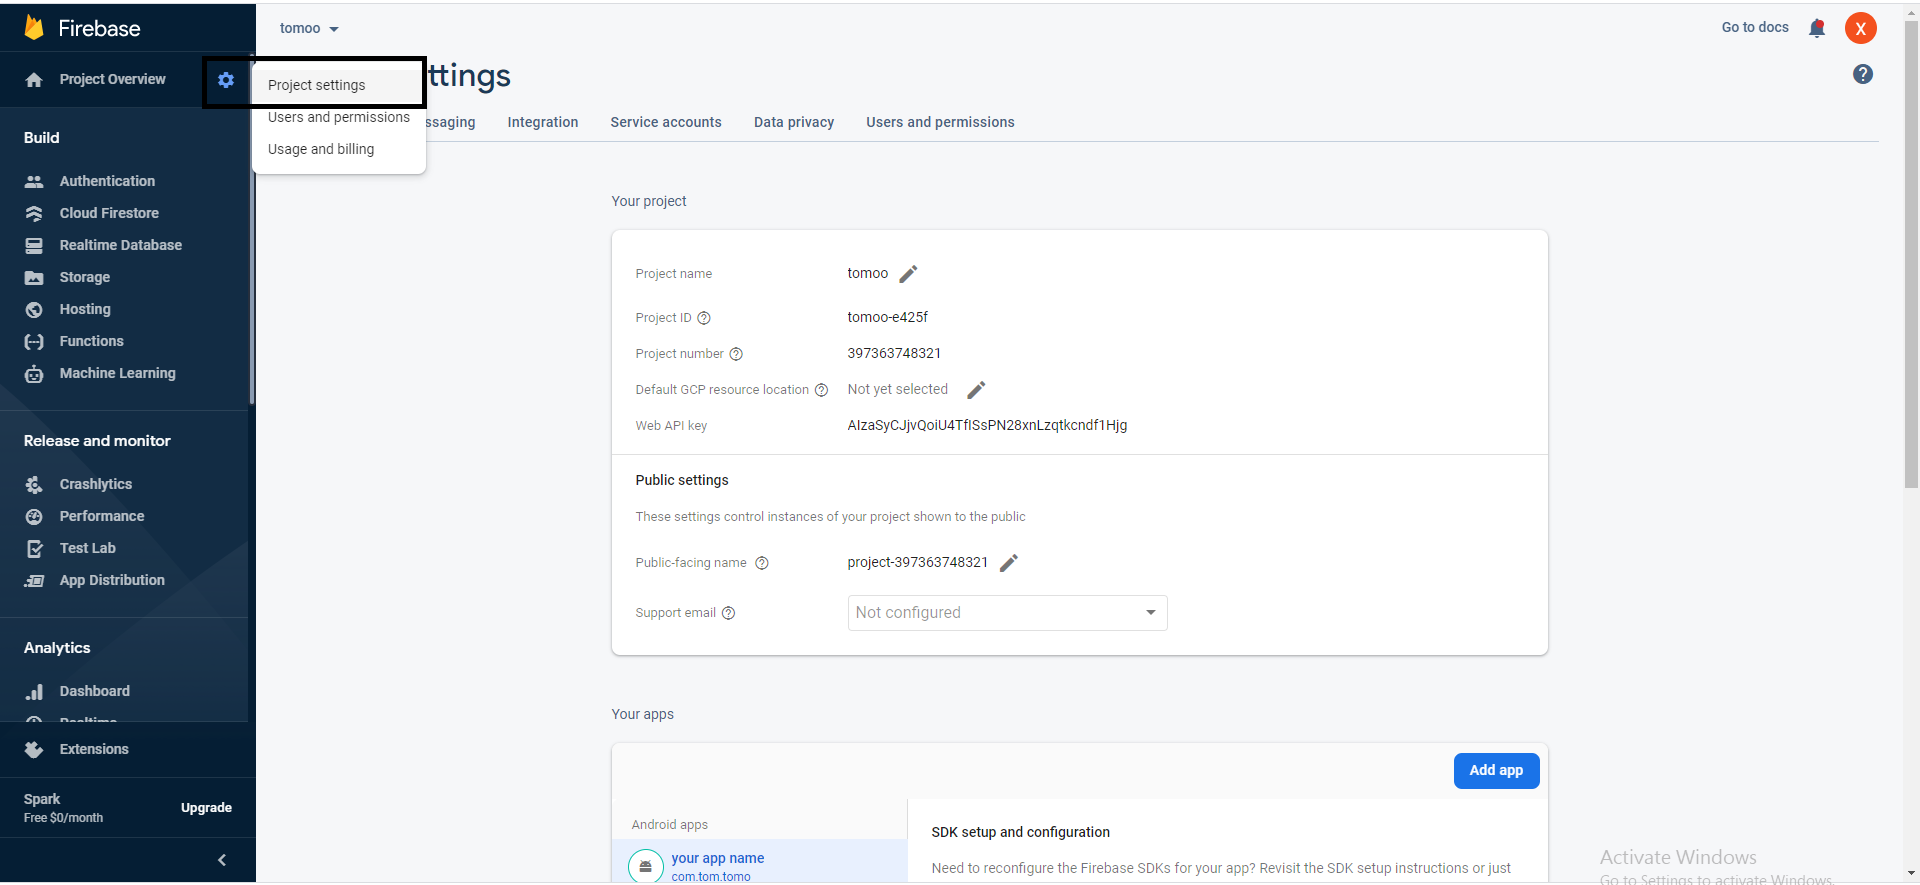 Firebase
tomoo
Go to docs
X
Project Overview
Project settings
ttings
?
Users and permissions
ssaging
Integration
Service accounts
Data privacy
Users and permissions
Usage and billing
Build
Authentication
Cloud Firestore
Realtime Database
Storage
Hosting
Functions
Machine Learning
Release and monitor
Crashlytics
Performance
Test Lab
App Distribution
Analytics
Dashboard
Realtime
Extensions
Spark
Free $0/month
Upgrade
Your project
Project name
tomoo
Project ID
tomoo-e425f
Project number
397363748321
Default GCP resource location
Not yet selected
Web API key
AIzaSyCJjvQoiU4TfISsPN28xnLzqtkcndf1Hjg
Public settings
These settings control instances of your project shown to the public
Public-facing name
project-397363748321
Support email
Not configured
Your apps
Add app
Android apps
your app name
com.tom.tomo
SDK setup and configuration
Need to reconfigure the Firebase SDKs for your app? Revisit the SDK setup instructions or just
Activate Windows
Go to Settings to activate Windows.